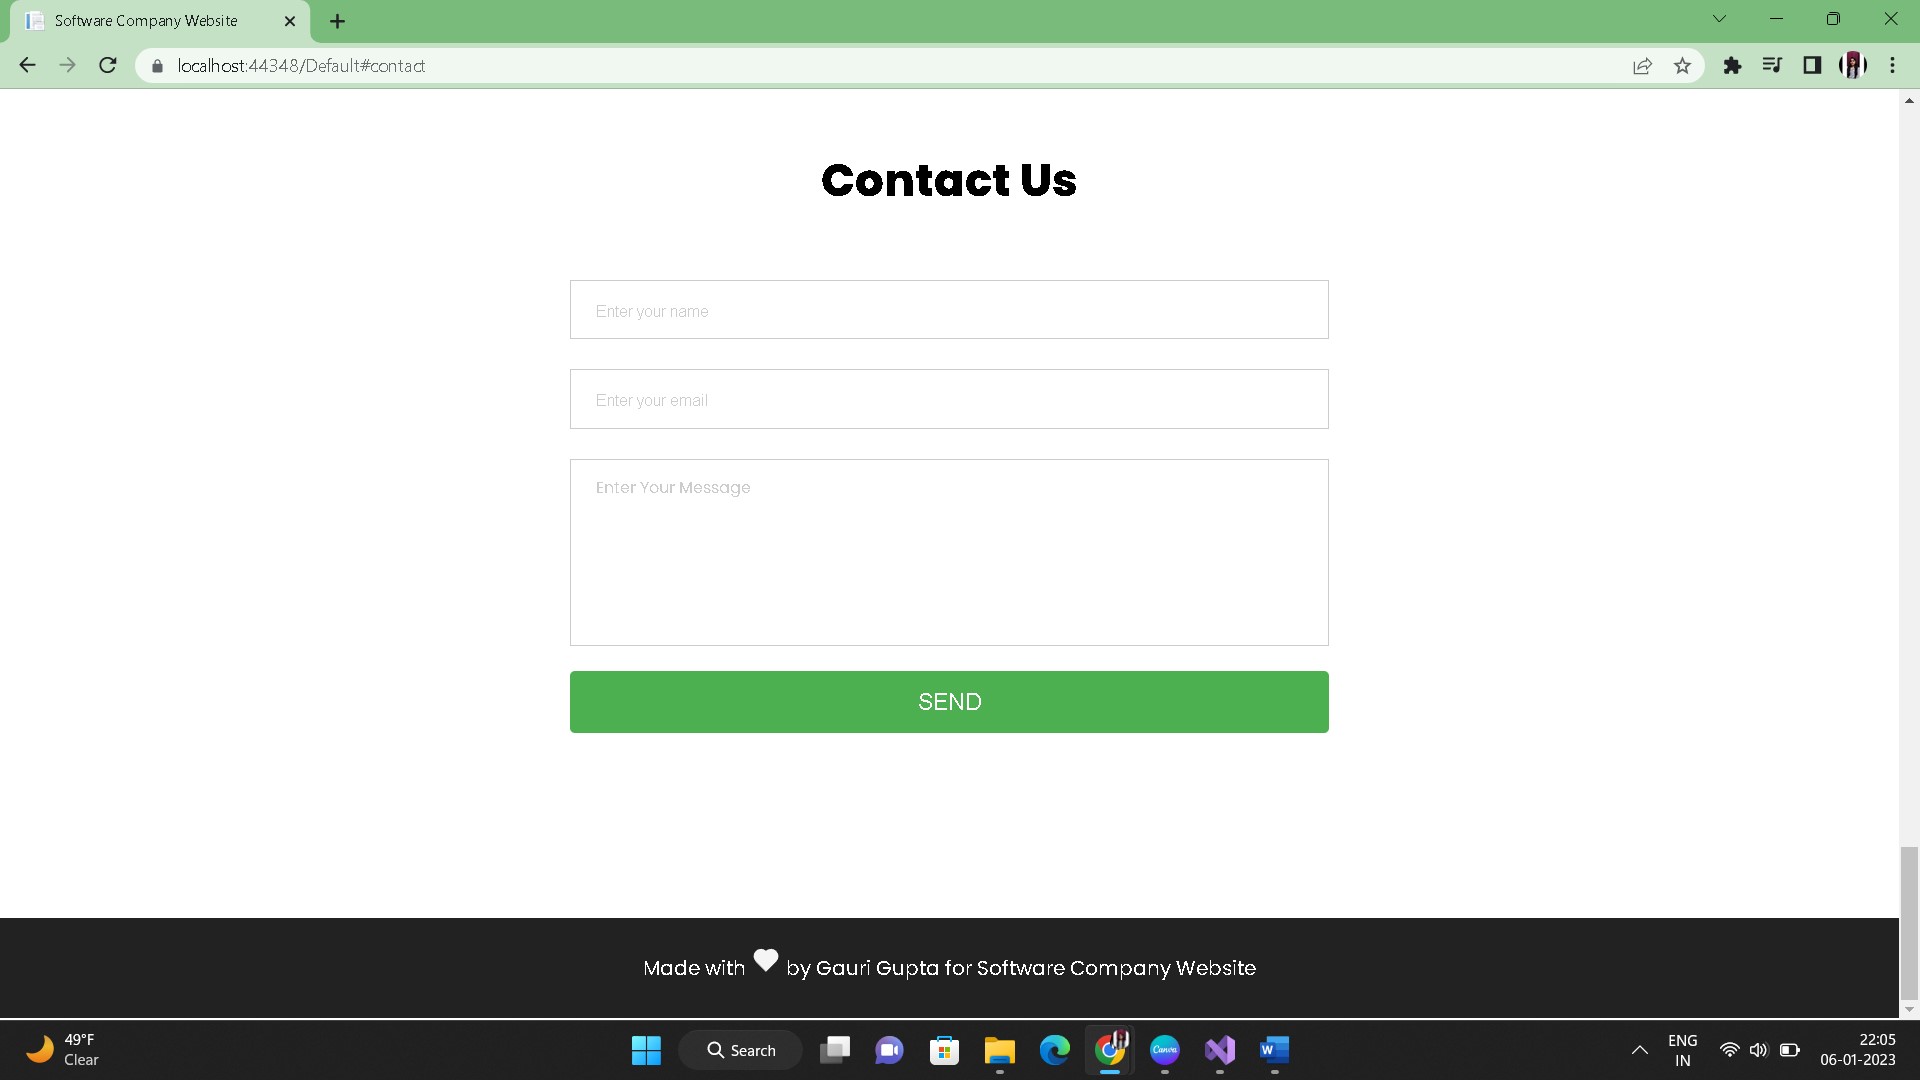 Software Company Website
localhost:44348/Default#contact
Contact Us
Enter your name
Enter your email
Enter Your Message
SEND
Made with by Gauri Gupta for Software Company Website
49°F
Clear
Search
Canva
W
ENG
IN
22:05
06-01-2023